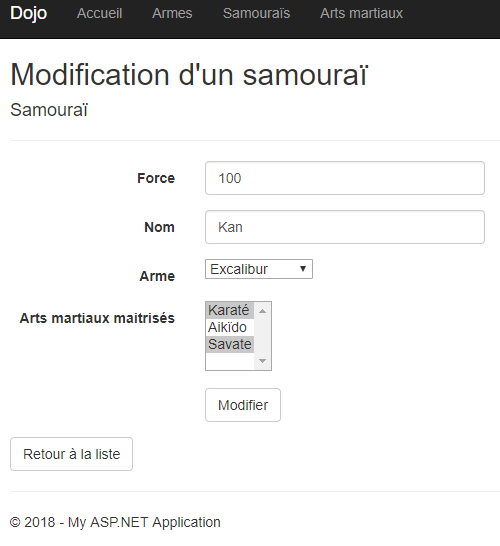 Dojo Accueil Armes Samouraïs Arts martiaux
Modification d'un samouraï
Samouraï
Force 100
Nom Kan
Arme Excalibur
Arts martiaux maitrisés Karaté
Aikïdo
Savate
Modifier
Retour à la liste
© 2018 - My ASP.NET Application